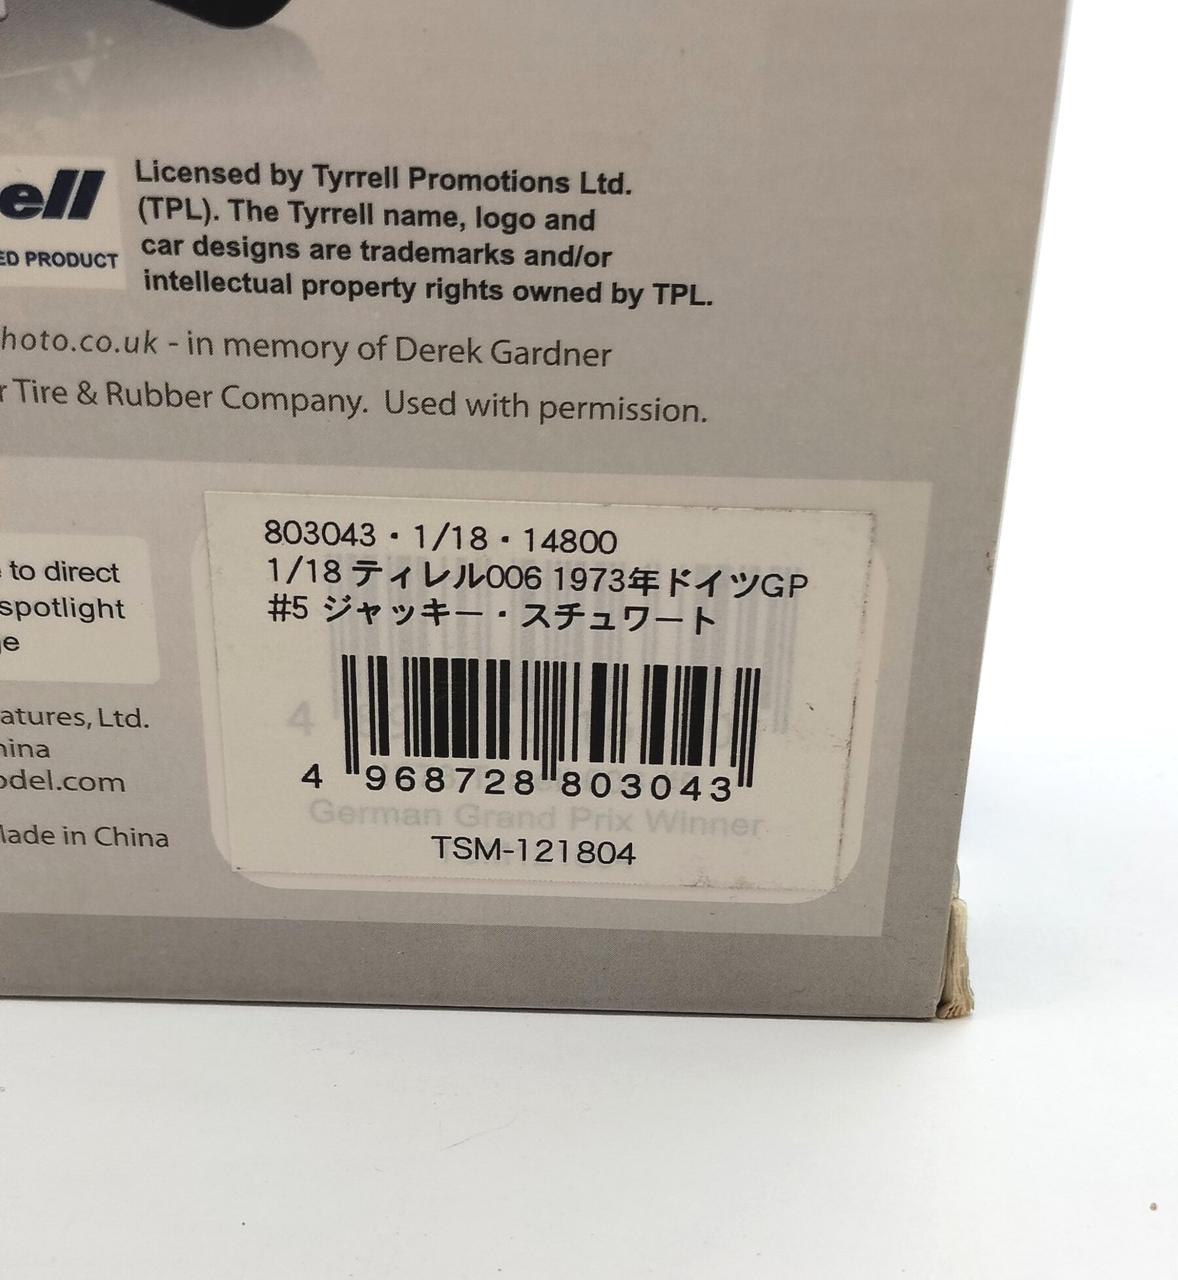 ell
ED PRODUCT
Licensed by Tyrrell Promotions Ltd.
(TPL). The Tyrrell name, logo and
car designs are trademarks and/or
intellectual property rights owned by TPL.
hoto.co.uk - in memory of Derek Gardner
r Tire & Rubber Company. Used with permission.
to direct
spotlight
e
atures, Ltd.
hina
odel.com
Made in China
803043・1/18・14800
1/18 ティレル006 1973年ドイツGP
#5 ジャッキー・スチュワート
4 968728 803043
German Grand Prix Winner
TSM-121804